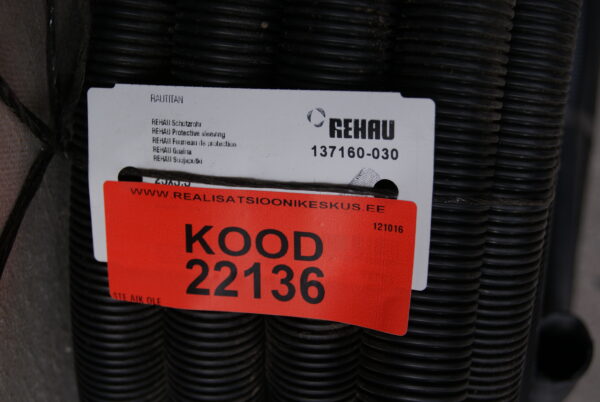 RAUTITAN
REHAU Schutzrohr
REHAU Protective sleeving
REHAU Fourreau de protection
REHAU Guaina
REHAU Suojaputki
REHAU
137160-030
WWW.REALISATSIOONIKESKUS.EE
121016
KOOD
22136